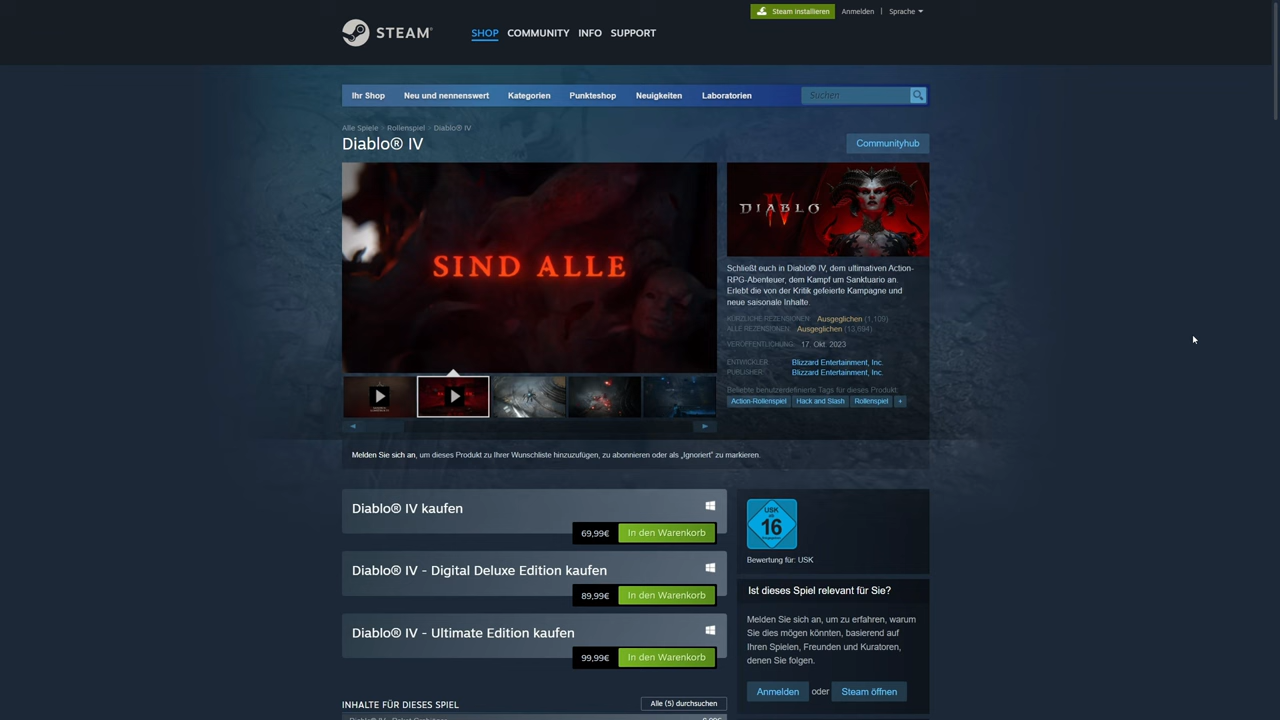 Steam installieren
Anmelden | Sprache
STEAM®
SHOP COMMUNITY INFO SUPPORT
Ihr Shop Neu und nennenswert Kategorien Punkteshop Neuigkeiten Laboratorien Suchen
Alle Spiele > Rollenspiel > Diablo® IV
Diablo® IV
Communityhub
SIND ALLE
DIABLO IV
Schließt euch in Diablo® IV, dem ultimativen Action-
RPG-Abenteuer, dem Kampf um Sanktuario an.
Erlebt die von der Kritik gefeierte Kampagne und
neue saisonale Inhalte
KÜRZLICHE REZENSIONEN: Ausgeglichen (1,109)
ALLE REZENSIONEN: Ausgeglichen (13,694)
VERÖFFENTLICHUNG: 17. Okt. 2023
ENTWICKLER: Blizzard Entertainment, Inc.
PUBLISHER: Blizzard Entertainment, Inc.
Beliebte benutzerdefinierte Tags für dieses Produkt:
Action-Rollenspiel Hack and Slash Rollenspiel +
Melden Sie sich an, um dieses Produkt zu Ihrer Wunschliste hinzuzufügen, zu abonnieren oder als „Ignoriert“ zu markieren.
Diablo® IV kaufen
69,99€ In den Warenkorb
Diablo® IV - Digital Deluxe Edition kaufen
89,99€ In den Warenkorb
Diablo® IV - Ultimate Edition kaufen
99,99€ In den Warenkorb
INHALTE FÜR DIESES SPIEL
Alle (5) durchsuchen
USK
ab
16
Bewertung für: USK
Ist dieses Spiel relevant für Sie?
Melden Sie sich an, um zu erfahren, warum
Sie dies mögen könnten, basierend auf
Ihren Spielen, Freunden und Kuratoren,
denen Sie folgen.
Anmelden oder Steam öffnen